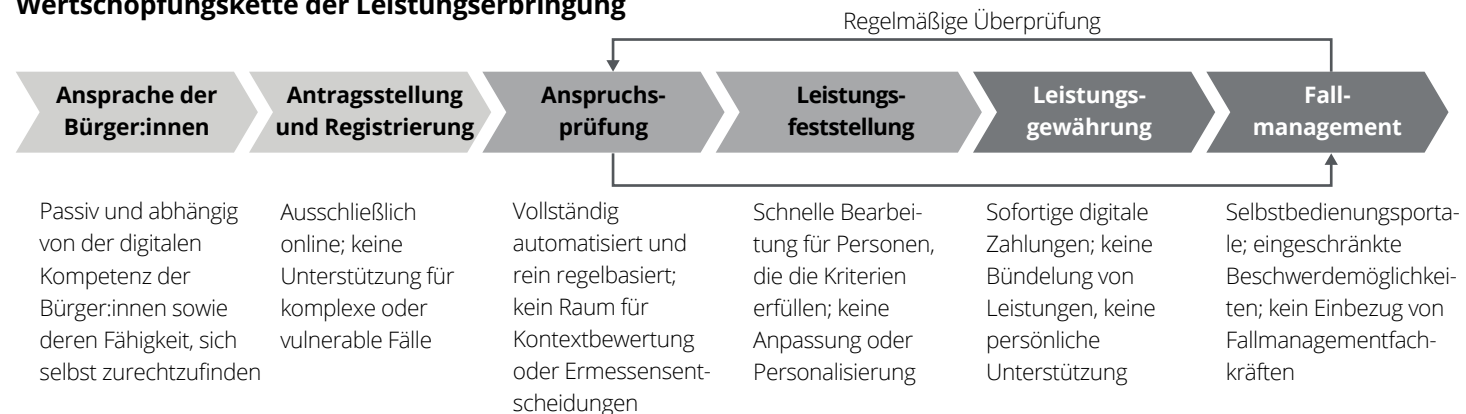 Wertschöpfungskette der Leistungserbringung
Regelmäßige Überprüfung
Ansprache der
Bürger:innen
Antragsstellung
und Registrierung
Anspruchs-
prüfung
Leistungs-
feststellung
Leistungs-
gewährung
Fall-
management
Passiv und abhängig
von der digitalen
Kompetenz der
Bürger:innen sowie
deren Fähigkeit, sich
selbst zurechtzufinden
Ausschließlich
online; keine
Unterstützung für
komplexe oder
vulnerable Fälle
Vollständig
automatisiert und
rein regelbasiert;
kein Raum für
Kontextbewertung
oder Ermessensent-
scheidungen
Schnelle Bearbei-
tung für Personen,
die die Kriterien
erfüllen; keine
Anpassung oder
Personalisierung
Sofortige digitale
Zahlungen; keine
Bündelung von
Leistungen, keine
persönliche
Unterstützung
Selbstbedienungsporta-
le; eingeschränkte
Beschwerdemöglichkei-
ten; kein Einbezug von
Fallmanagementfach-
kräften